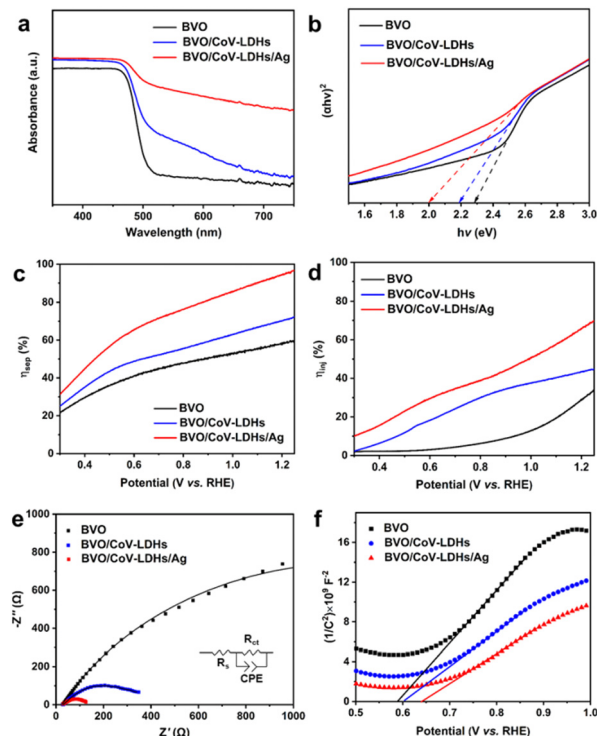 a
BVO
BVO/CoV-LDHs
BVO/CoV-LDHs/Ag
Absorbance (a.u.)
400 500 600 700
Wavelength (nm)
b
BVO
BVO/CoV-LDHs
BVO/CoV-LDHs/Ag
(αhν)²
1.6 1.8 2.0 2.2 2.4 2.6 2.8 3.0
hν (eV)
c
100
80
60
40
20
0
ηsep (%)
BVO
BVO/CoV-LDHs
BVO/CoV-LDHs/Ag
0.4 0.6 0.8 1.0 1.2
Potential (V vs. RHE)
d
100
80
60
40
20
0
ηinj (%)
BVO
BVO/CoV-LDHs
BVO/CoV-LDHs/Ag
0.4 0.6 0.8 1.0 1.2
Potential (V vs. RHE)
e
-1000
-800
-600
-400
-200
0
-Z'' (Ω)
BVO
BVO/CoV-LDHs
BVO/CoV-LDHs/Ag
Rs
Rct
CPE
0 200 400 600 800 1000
Z' (Ω)
f
16
12
8
4
0
(1/C²)×10⁹ F⁻²
BVO
BVO/CoV-LDHs
BVO/CoV-LDHs/Ag
0.5 0.6 0.7 0.8 0.9 1.0
Potential (V vs. RHE)